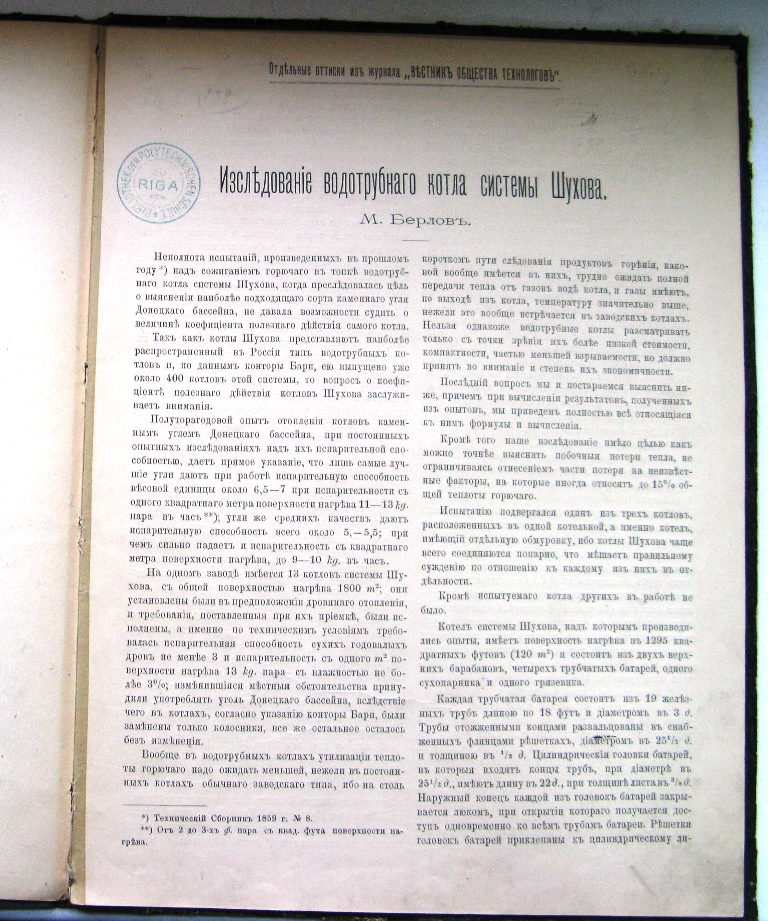 Отдѣльные оттиски изъ журнала „ВѢСТНИКЪ ОБЩЕСТВА ТЕХНОЛОГОВЪ“.
BIBLIOTHEK DER POLYTECHNISCHEN SCHULE
RIGA
Изслѣдованіе водотрубнаго котла системы Шухова.
М. Берловъ.
Неполнота испытаній, произведенныхъ въ прошломъ
году*) надъ сожиганіемъ горючаго въ топкѣ водотруб-
наго котла системы Шухова, когда преслѣдовалась цѣль
о выясненіи наиболѣе подходящаго сорта каменнаго угля
Донецкаго бассейна, не давала возможности судить о
величинѣ коефиціента полезнаго дѣйствія самого котла.
Такъ какъ котлы Шухова представляютъ наиболѣе
распространенный въ Россіи типъ водотрубныхъ ко-
тловъ и, по даннымъ конторы Бари, ею выпущено уже
около 400 котловъ этой системы, то вопросъ о коефи-
ціентѣ полезнаго дѣйствія котловъ Шухова заслужи-
ваетъ вниманія.
Полуторагодовой опытъ отопленія котловъ камен-
нымъ углемъ Донецкаго бассейна, при постоянныхъ
опытныхъ изслѣдованіяхъ надъ ихъ испарительной спо-
собностью, даетъ прямое указаніе, что лишь самые луч-
шіе угли даютъ при работѣ испарительную способность
вѣсовой единицы около 6,5—7 при испарительности съ
одного квадратнаго метра поверхности нагрѣва 11—13 kg.
пара въ часъ**); угли же среднихъ качествъ даютъ
испарительную способность всего около 5,—5,5; при
чемъ сильно падаетъ и испарительность съ квадратнаго
метра поверхности нагрѣва, до 9—10 kg. въ часъ.
На одномъ заводѣ имѣется 13 котловъ системы Шу-
хова, съ общей поверхностью нагрѣва 1800 m²; они
установлены были въ предположеніи дровяного отопленія,
и требованія, поставленныя при ихъ пріемкѣ, были ис-
полнены, а именно по техническимъ условіямъ требо-
валась испарительная способность сухихъ годовалыхъ
дровъ не менѣе 3 и испарительность съ одного m² по-
верхности нагрѣва 13 kg. пара съ влажностью не бо-
лѣе 3%; измѣнившіяся мѣстныя обстоятельства прину-
дили употреблять уголь Донецкаго бассейна, вслѣдствіе
чего въ котлахъ, согласно указанію конторы Бари, были
замѣнены только колосники, все же остальное осталось
безъ измѣненія.
Вообще въ водотрубныхъ котлахъ утилизаціи тепло-
ты горючаго надо ожидать меньшей, нежели въ постоян-
ныхъ котлахъ обычнаго заводскаго типа, ибо на столь
*) Техническій Сборникъ 1859 г. № 8.
**) Отъ 2 до 3-хъ ф. пара съ квад. фута поверхности на-
грѣва.
короткомъ пути слѣдованія продуктовъ горѣнія, како-
вой вообще имѣется въ нихъ, трудно ожидать полной
передачи тепла отъ газовъ водѣ котла, и газы имѣютъ,
по выходѣ изъ котла, температуру значительно выше,
нежели это вообще встрѣчается въ заводскихъ котлахъ.
Нельзя однакоже водотрубные котлы разсматривать
только съ точки зрѣнія ихъ болѣе низкой стоимости,
компактности, частью меньшей взрываемости, но должно
принять во вниманіе и степень ихъ экономичности.
Послѣдній вопросъ мы и постараемся выяснить ни-
же, причемъ при вычисленіи результатовъ, полученныхъ
изъ опытовъ, мы приведемъ полностью всѣ относящіяся
къ нимъ формулы и вычисленія.
Кромѣ того наше изслѣдованіе имѣло цѣлью какъ
можно точнѣе выяснить побочныя потери тепла, не
ограничиваясь отнесеніемъ части потери на неизвѣст-
ные факторы, на которые иногда относятъ до 15% об-
щей теплоты горючаго.
Испытанію подвергался одинъ изъ трехъ котловъ,
расположенныхъ въ одной котельной, а именно котелъ,
имѣющій отдѣльную обмуровку, ибо котлы Шухова чаще
всего соединяются попарно, что мѣшаетъ правильному
сужденію по отношенію къ каждому изъ нихъ въ от-
дѣльности.
Кромѣ испытуемаго котла другихъ въ работѣ не
было.
Котелъ системы Шухова, надъ которымъ производи-
лись опыты, имѣетъ поверхность нагрѣва въ 1295 ква-
дратныхъ футовъ (120 m²) и состоитъ изъ двухъ верх-
нихъ барабановъ, четырехъ трубчатыхъ батарей, одного
сухопарника и одного грязевика.
Каждая трубчатая батарея состоитъ изъ 19 желѣз-
ныхъ трубъ длиною по 18 футъ и діаметромъ въ 3 д.
Трубы отожженными концами развальцованы въ снаб-
женныхъ флянцами рѣшеткахъ, діаметромъ въ 25½ д.
и толщиною въ ½ д. Цилиндрическія головки батарей,
въ которыя входятъ концы трубъ, при діаметрѣ въ
25½ д., имѣютъ длину въ 22 д., при толщинѣ листа въ ³/₈ д.
Наружный конецъ каждой изъ головокъ батарей закры-
вается люкомъ, при открытіи котораго получается дос-
тупъ одновременно ко всѣмъ трубамъ батареи. Рѣшетки
головокъ батарей приклепаны къ цилиндрическому ли-